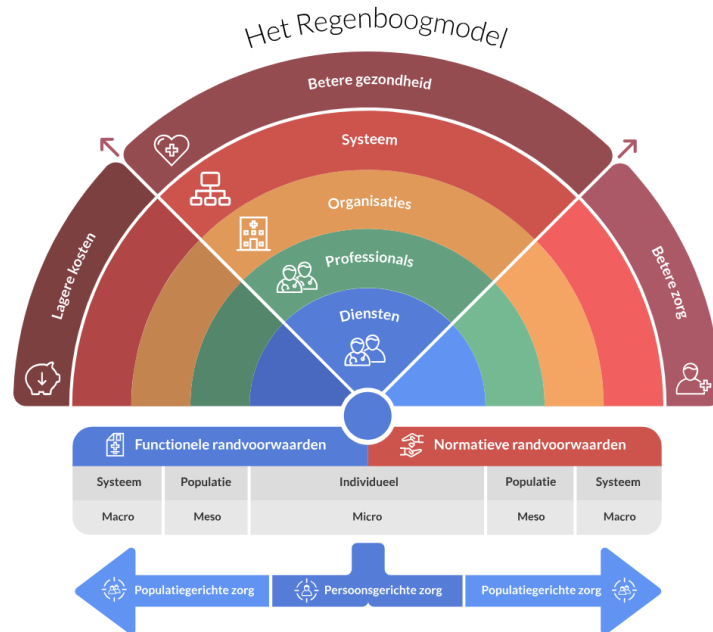 Het Regenboogmodel
Betere gezondheid
Systeem
Organisaties
Professionals
Diensten
Lagere kosten
Betere zorg
Functionele randvoorwaarden
Normatieve randvoorwaarden
Systeem Populatie Individueel Populatie Systeem
Macro Meso Micro Meso Macro
Populatiegerichte zorg Persoonsgerichte zorg Populatiegerichte zorg